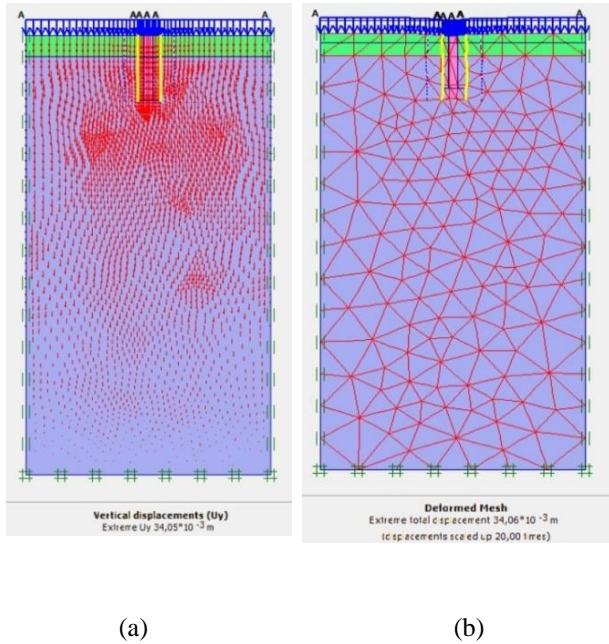 A AAAA A
A AAAA A
Vertical displacements (Uy)
Extreme Uy 34,05*10 -3 m
Deformed Mesh
Extreme total displacement 34,06*10 -3 m
(displacements scaled up 20,00 times)
(a) (b)